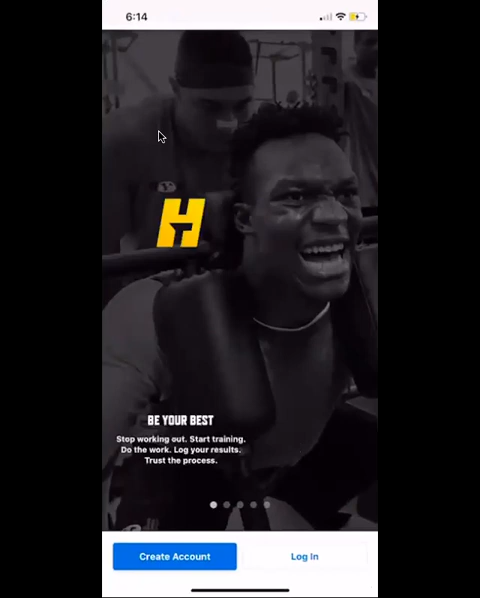 6:14
H
BE YOUR BEST
Stop working out. Start training.
Do the work. Log your results.
Trust the process.
Create Account
Log In